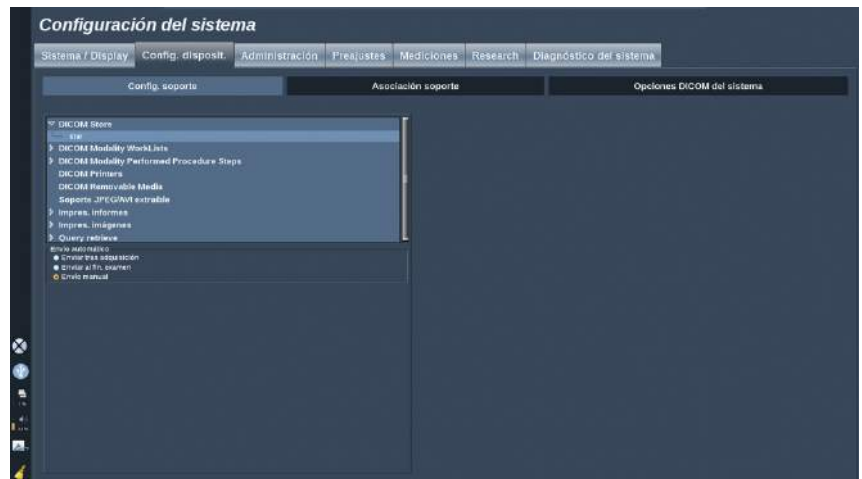 Configuración del sistema
Sistema / Display Config. disposit. Administración Preajustes Mediciones Research Diagnóstico del sistema
Config. soporte Asociación soporte Opciones DICOM del sistema
DICOM Store
DICOM Modality WorkLists
DICOM Modality Performed Procedure Steps
DICOM Printers
DICOM Removable Media
Soporte JPEG/AVI extraíble
Impres. informes
Impres. imágenes
Query retrieve
Envío automático
Enviar tras adquisición
Enviar al fin. examen
Envío manual